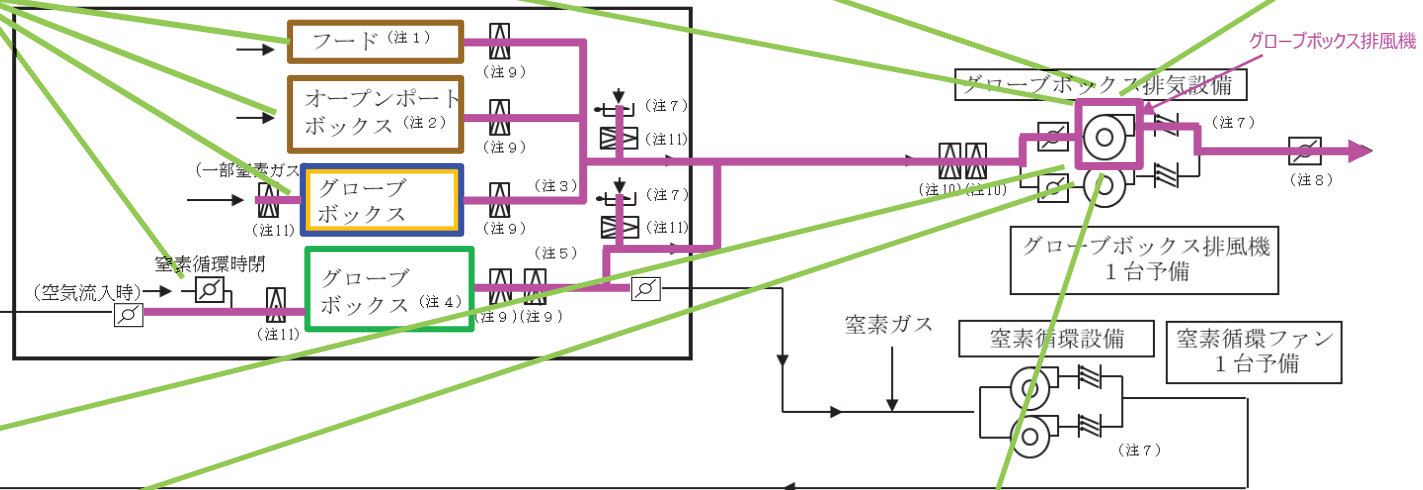 フード(注1)
(注9)
オープンポート
ボックス(注2)
(注9)
(一部窒素ガス
グローブ
ボックス
(注3)
(注11)
(注9)
(注7)
(注11)
(注7)
(注11)
(注5)
窒素循環時閉
(空気流入時)
グローブ
ボックス(注4)
(注11)
(注9)(注9)
グローブボックス排風機
グローブボックス排気設備
(注7)
(注10)(注10)
(注8)
グローブボックス排風機
1台予備
窒素ガス
窒素循環設備
窒素循環ファン
1台予備
(注7)